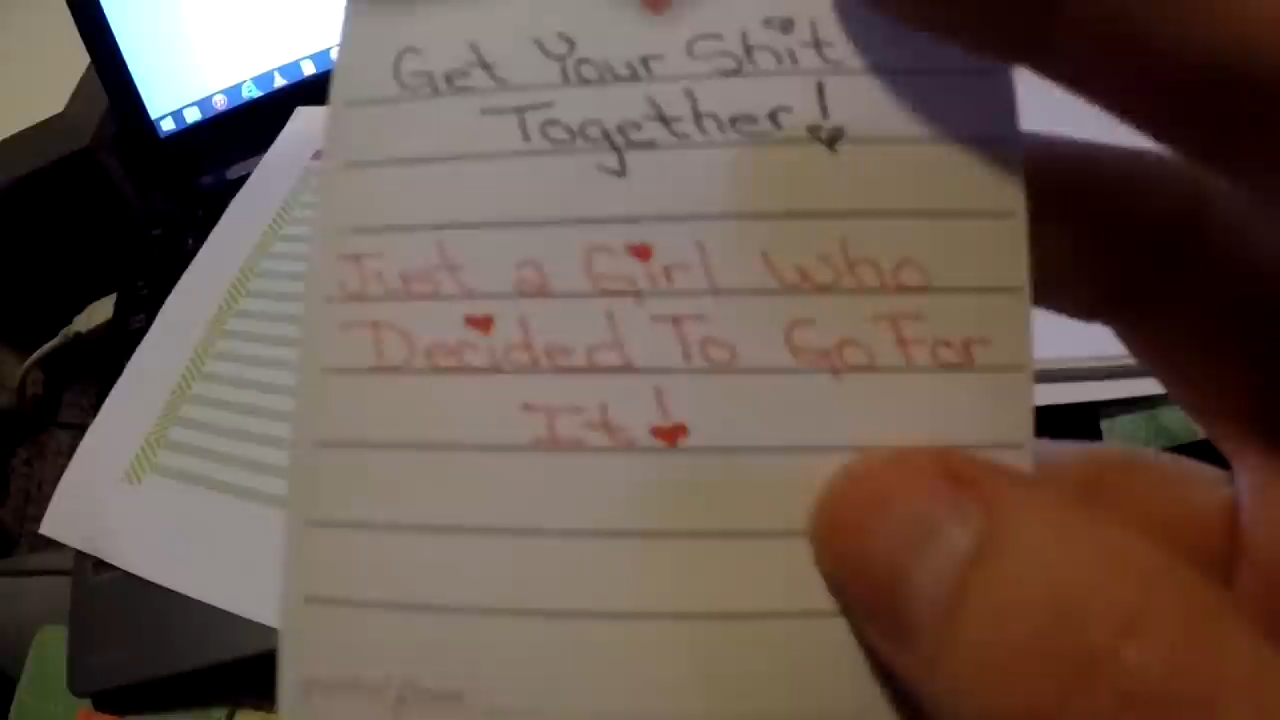 Get Your Shit
Together!
Just a Girl Who
Decided To Go For
It!